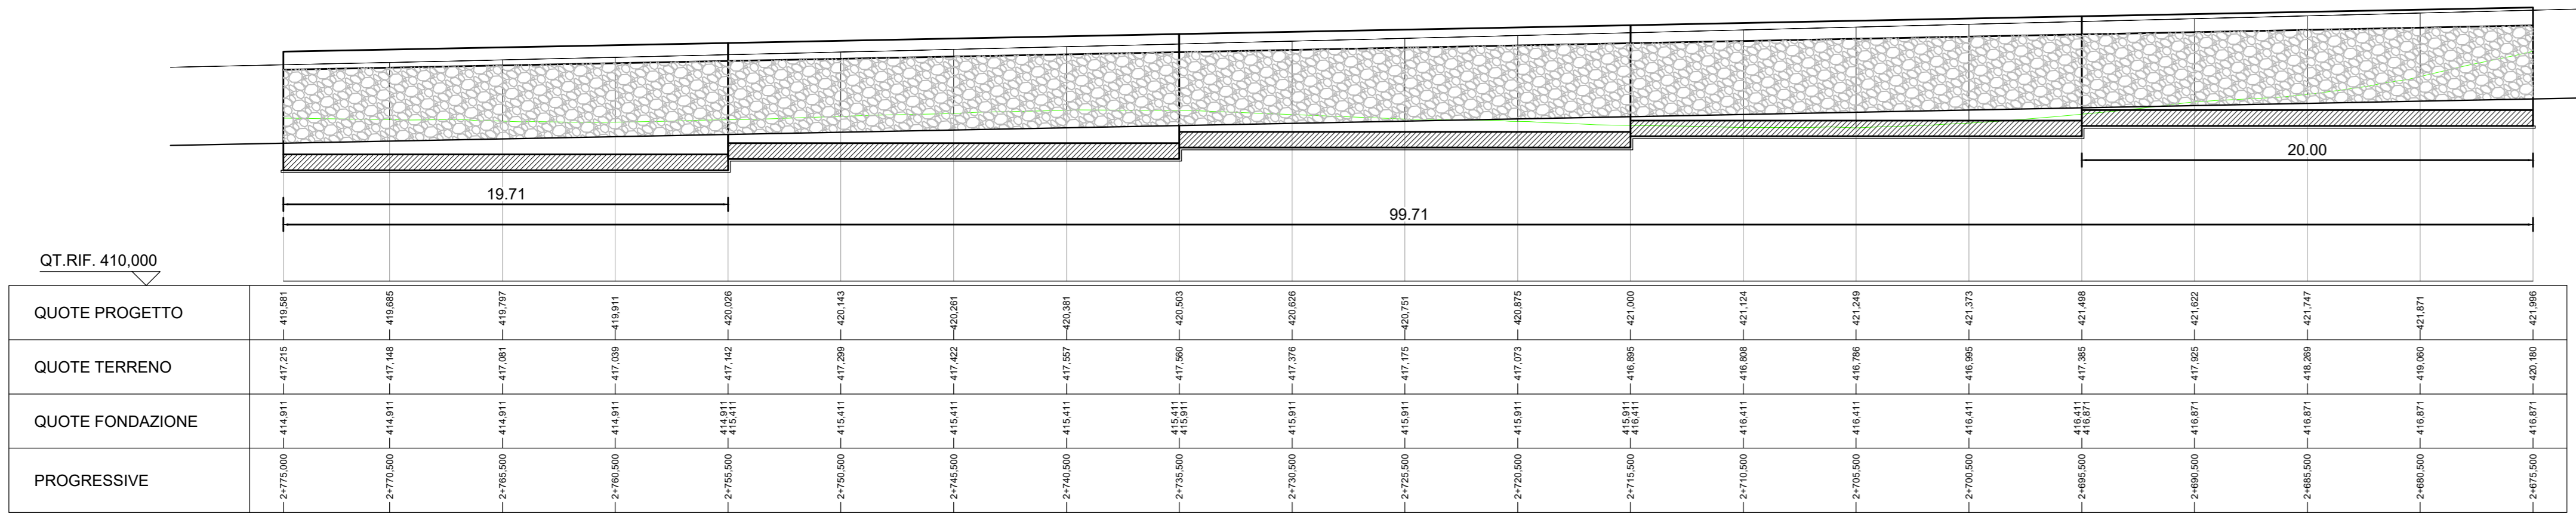 20.00
19.71
99.71
QT.RIF. 410,000
QUOTE PROGETTO 419,581 419,685 419,797 419,911 420,026 420,143 420,261 420,381 420,503 420,626 420,751 420,875 421,000 421,124 421,249 421,373 421,498 421,622 421,747 421,871 421,996
QUOTE TERRENO 417,215 417,148 417,081 417,039 417,142 417,299 417,422 417,557 417,560 417,376 417,175 417,073 416,895 416,808 416,786 416,995 417,385 417,925 418,269 419,060 420,180
QUOTE FONDAZIONE 414,911 414,911 414,911 414,911 414,911 415,411 415,411 415,411 415,411 415,411 415,911 415,911 415,911 415,911 415,911 416,411 416,411 416,411 416,411 416,411 416,871 416,871 416,871 416,871 416,871
PROGRESSIVE 2+775,000 2+770,500 2+765,500 2+760,500 2+755,500 2+750,500 2+745,500 2+740,500 2+735,500 2+730,500 2+725,500 2+720,500 2+715,500 2+710,500 2+705,500 2+700,500 2+695,500 2+690,500 2+685,500 2+680,500 2+675,500